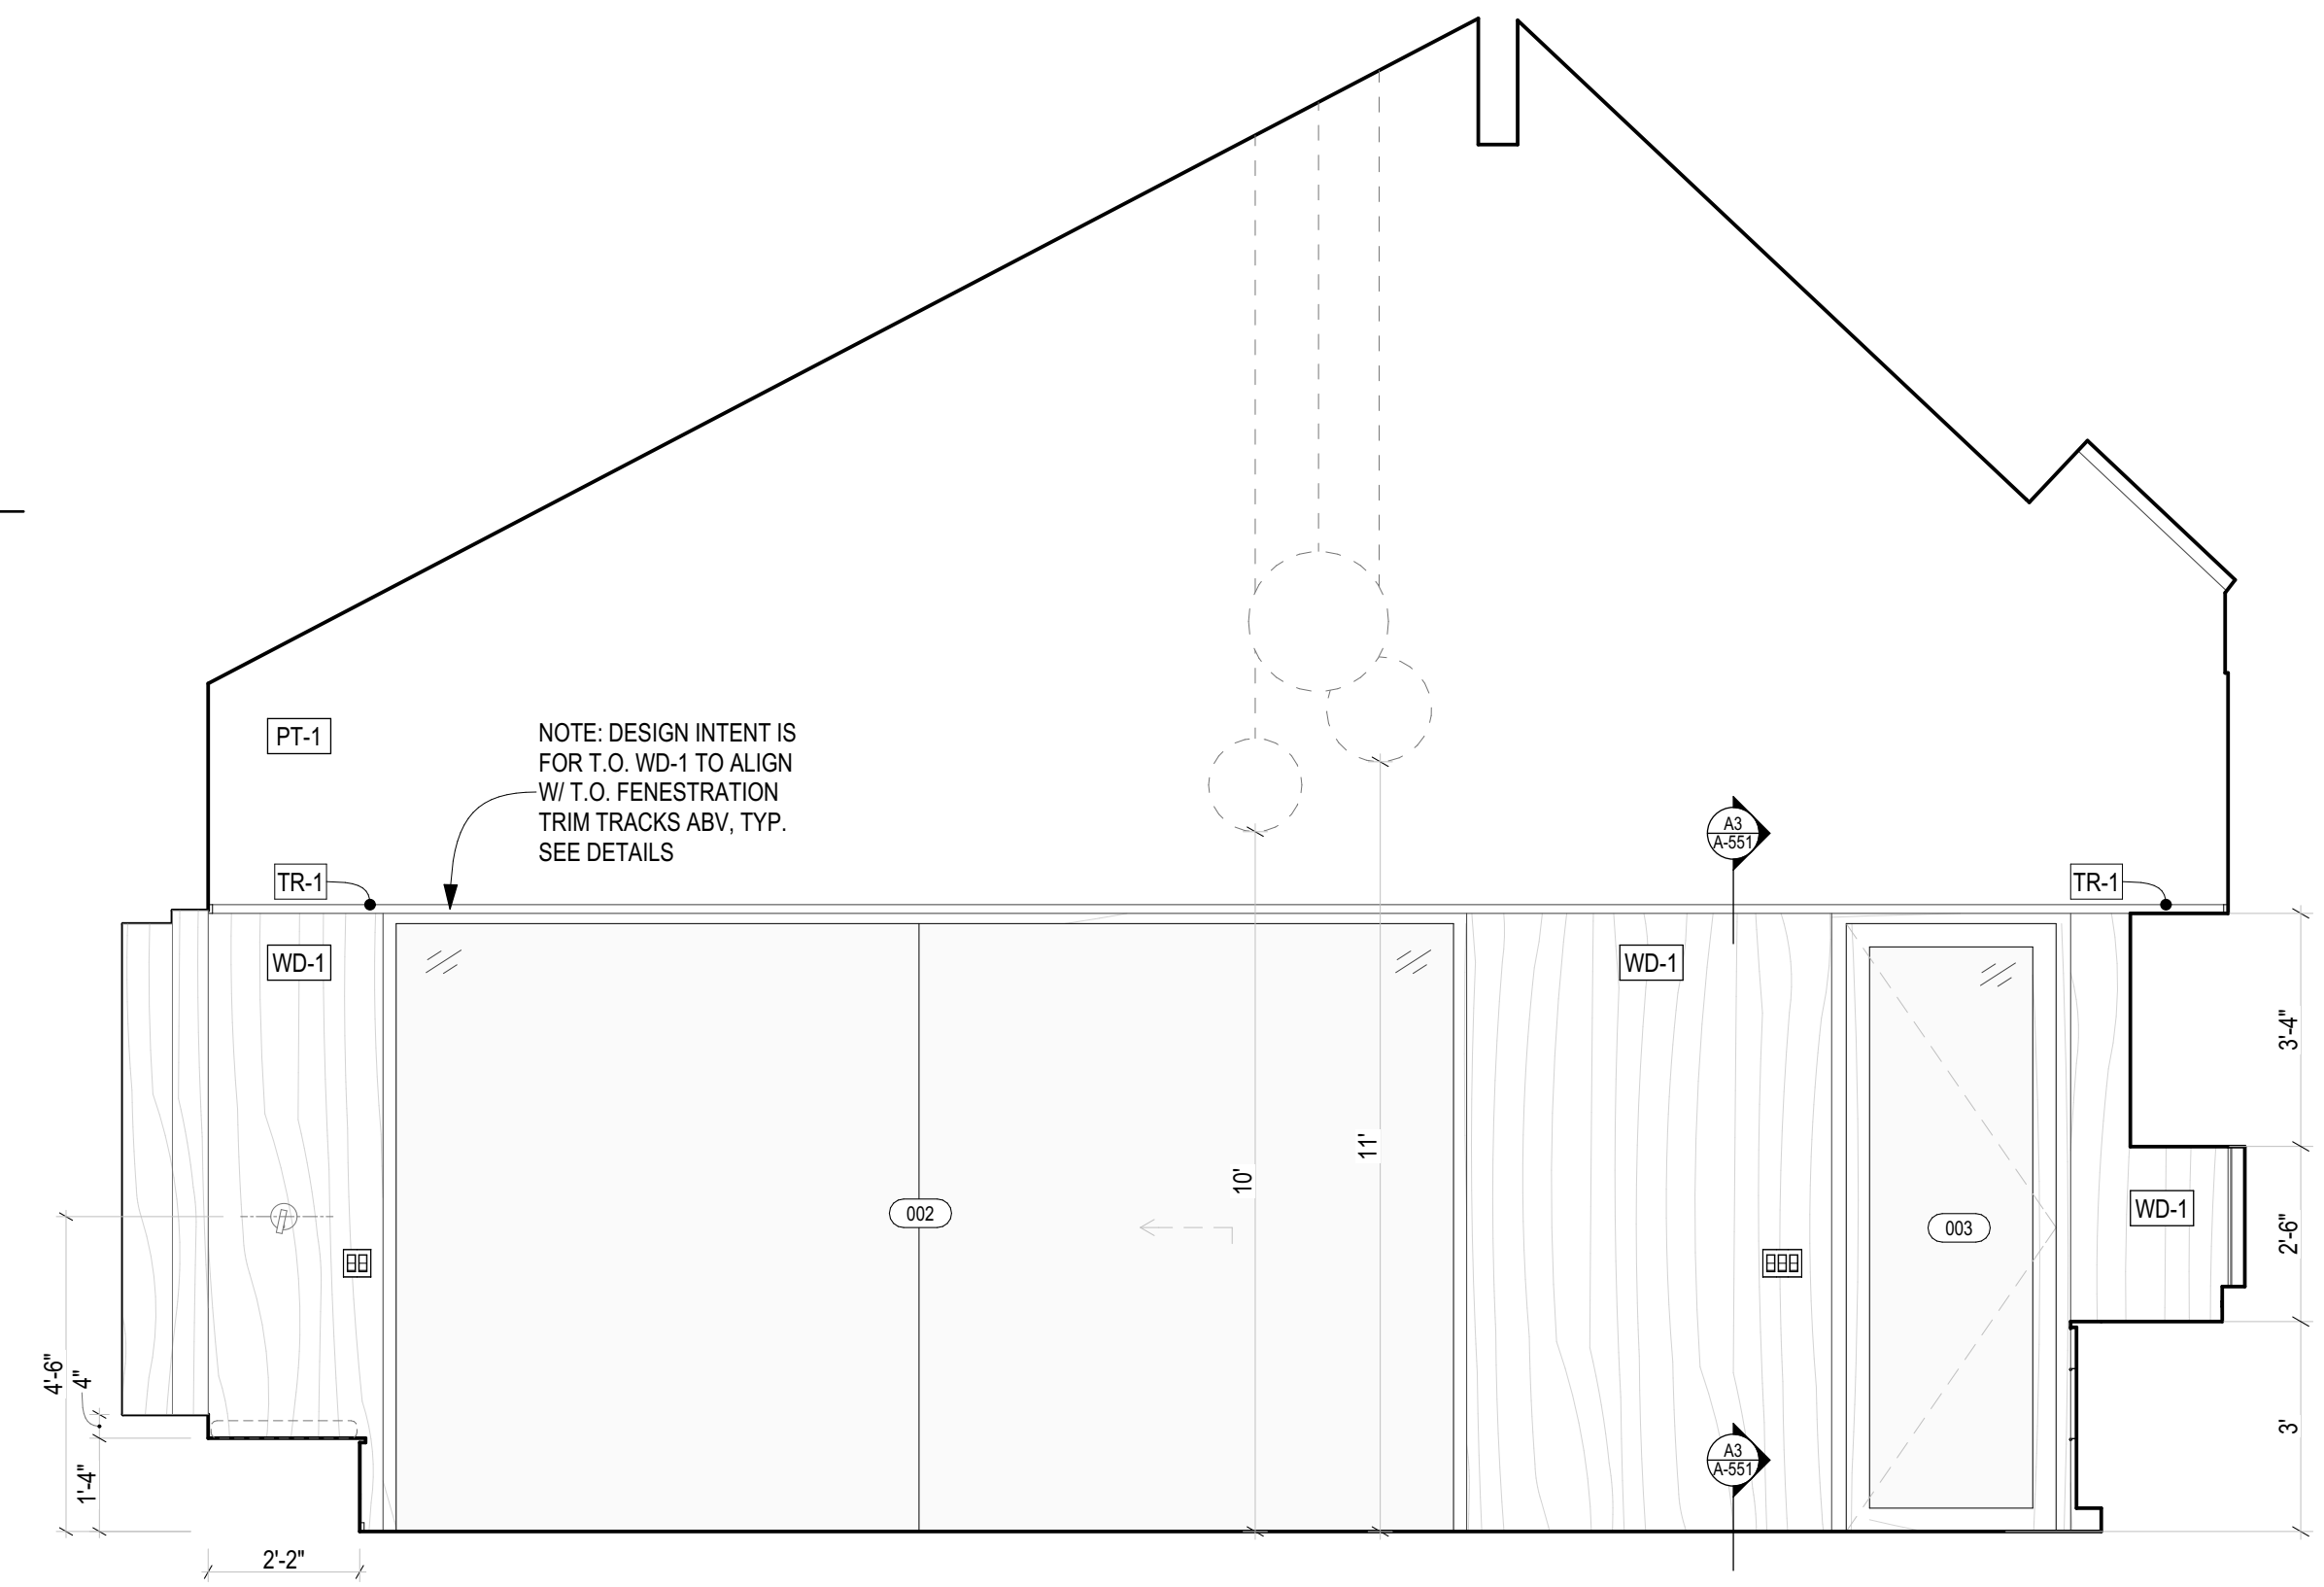 PT-1
NOTE: DESIGN INTENT IS
FOR T.O. WD-1 TO ALIGN
W/ T.O. FENESTRATION
TRIM TRACKS ABV, TYP.
SEE DETAILS
A3
A-551
TR-1
TR-1
WD-1
WD-1
3'-4"
11'
10'
002
003
WD-1
2'-6"
4'-6"
4"
3'
A3
A-551
1'-4"
2'-2"